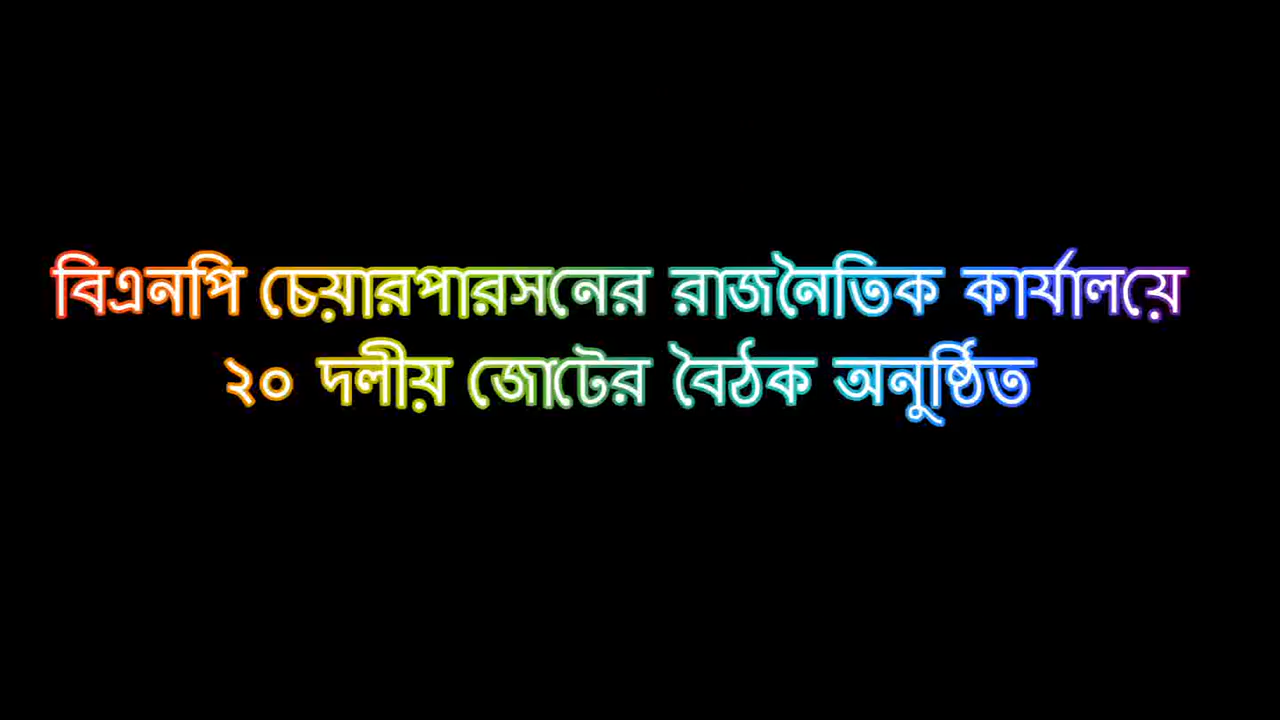 বিএনপি চেয়ারপারসনের রাজনৈতিক কার্যালয়ে
২০ দলীয় জোটের বৈঠক অনুষ্ঠিত